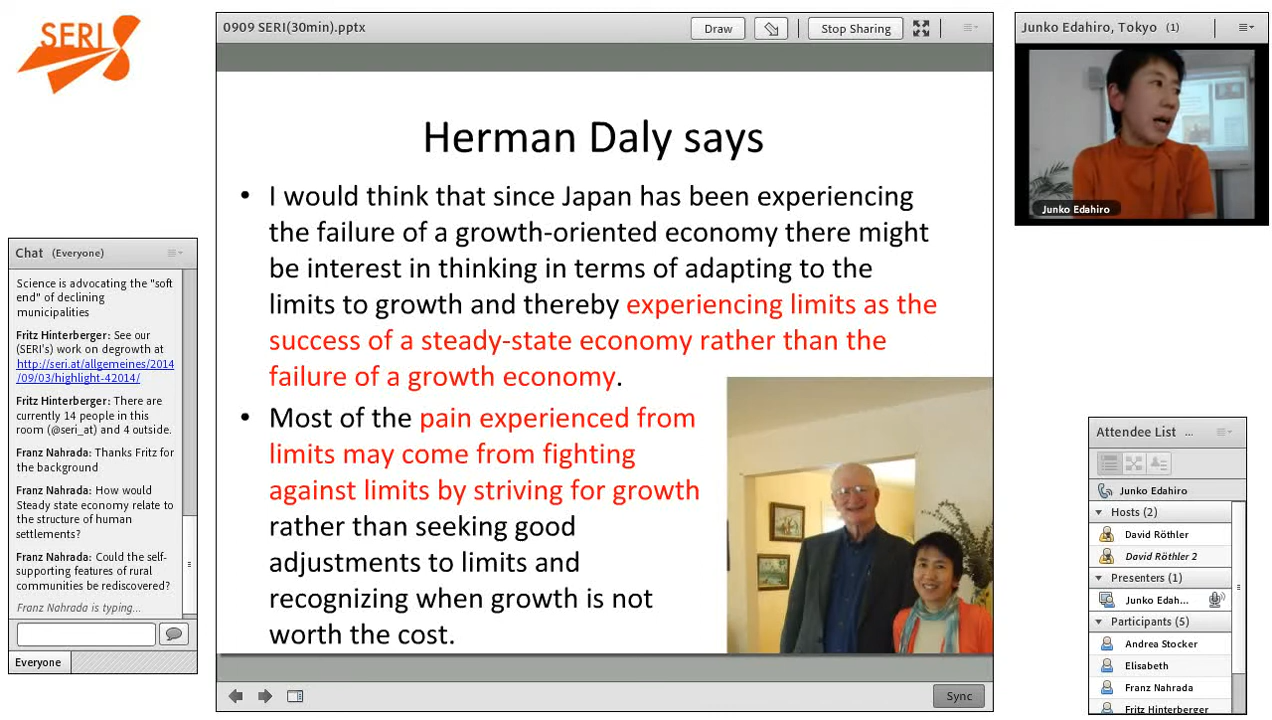 SERI
0909 SERI(30min).pptx
Draw
Stop Sharing
Herman Daly says
• I would think that since Japan has been experiencing
the failure of a growth-oriented economy there might
be interest in thinking in terms of adapting to the
limits to growth and thereby experiencing limits as the
success of a steady-state economy rather than the
failure of a growth economy.
• Most of the pain experienced from
limits may come from fighting
against limits by striving for growth
rather than seeking good
adjustments to limits and
recognizing when growth is not
worth the cost.
Sync
Chat (Everyone)
Science is advocating the "soft
end" of declining
municipalities
Fritz Hinterberger: See our
(SERI's) work on degrowth at
http://seri.at/allgemeines/2014
/09/03/highlight-42014/
Fritz Hinterberger: There are
currently 14 people in this
room (@seri_at) and 4 outside.
Franz Nahrada: Thanks Fritz for
the background
Franz Nahrada: How would
Steady state economy relate to
the structure of human
settlements?
Franz Nahrada: Could the self-
supporting features of rural
communities be rediscovered?
Franz Nahrada is typing...
Everyone
Junko Edahiro, Tokyo (1)
Junko Edahiro
Attendee List ...
Junko Edahiro
Hosts (2)
David Röthler
David Röthler 2
Presenters (1)
Junko Edah...
Participants (5)
Andrea Stocker
Elisabeth
Franz Nahrada
Fritz Hinterberger